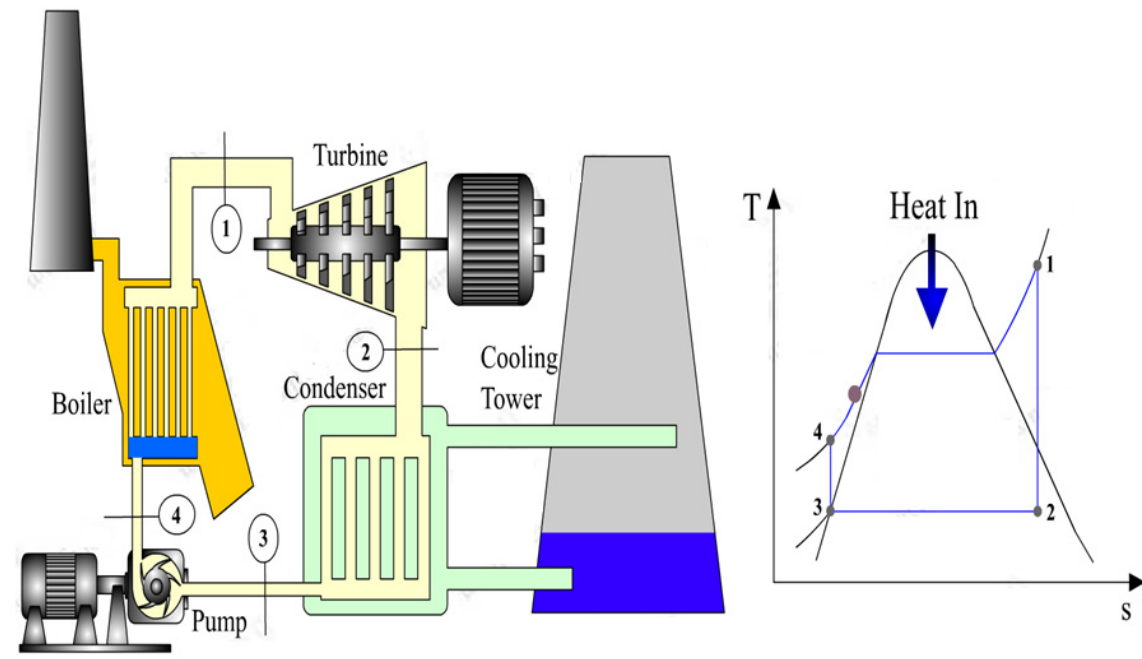 Turbine
1
2
Cooling
Tower
Condenser
Boiler
4
3
Pump
T
Heat In
1
4
3
2
s